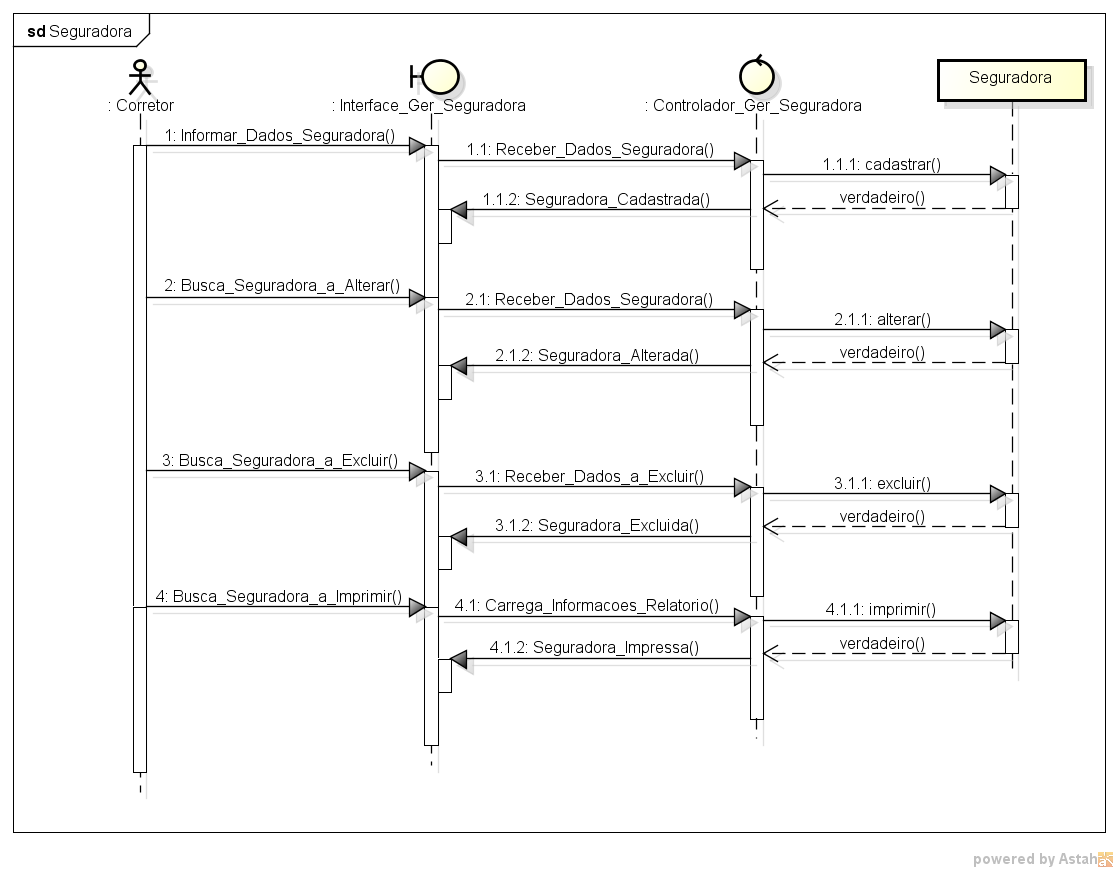 sd Seguradora
: Corretor
: Interface_Ger_Seguradora
: Controlador_Ger_Seguradora
Seguradora
1: Informar_Dados_Seguradora()
1.1: Receber_Dados_Seguradora()
1.1.1: cadastrar()
verdadeiro()
1.1.2: Seguradora_Cadastrada()
2: Busca_Seguradora_a_Alterar()
2.1: Receber_Dados_Seguradora()
2.1.1: alterar()
verdadeiro()
2.1.2: Seguradora_Alterada()
3: Busca_Seguradora_a_Excluir()
3.1: Receber_Dados_a_Excluir()
3.1.1: excluir()
verdadeiro()
3.1.2: Seguradora_Excluida()
4: Busca_Seguradora_a_Imprimir()
4.1: Carrega_Informacoes_Relatorio()
4.1.1: imprimir()
verdadeiro()
4.1.2: Seguradora_Impressa()
powered by Astah